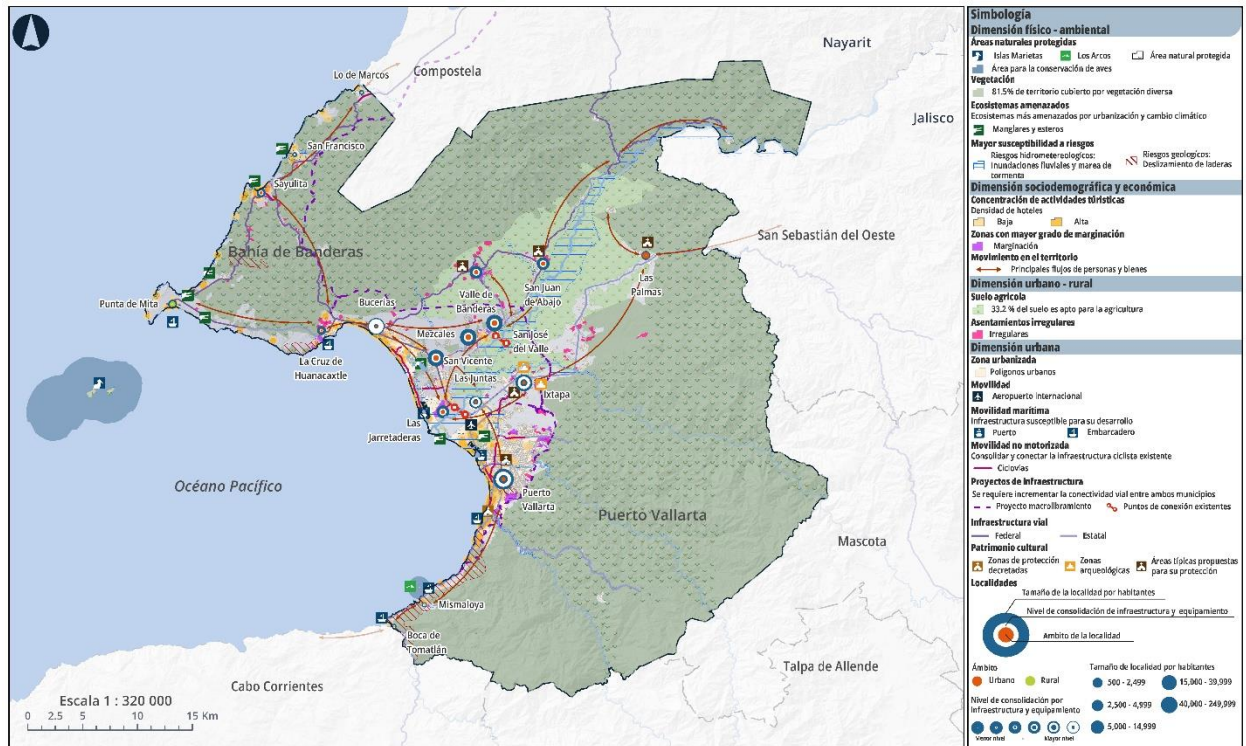 Nayarit
Compostela
Lo de Marcos
Jalisco
San Francisco
Sayulita
San Sebastián del Oeste
Bahía de Banderas
Las
Palmas
San Juan
de Abajo
Valle de
Banderas
Punta de Mita
Bucerías
Mezcales
San José
del Valle
La Cruz de
Huanacaxtle
San Vicente
Las Juntas
Ixtapa
Las
Jarretaderas
Océano Pacífico
Puerto
Vallarta
Puerto Vallarta
Mascota
Mismaloya
Boca de
Tomatlán
Talpa de Allende
Cabo Corrientes
Escala 1 : 320 000
0 2.5 5 10 15 Km
Simbología
Dimensión físico - ambiental
Áreas naturales protegidas
Islas Marietas Los Arcos Área natural protegida
Área para la conservación de aves
Vegetación
81.5% de territorio cubierto por vegetación diversa
Ecosistemas amenazados
Ecosistemas más amenazados por urbanización y cambio climático
Manglares y esteros
Mayor susceptibilidad a riesgos
Riesgos hidrometereologicos:
Inundaciones fluviales y marea de
tormenta
Riesgos geologicos:
Deslizamiento de laderas
Dimensión sociodemográfica y económica
Concentración de actividades túristicas
Densidad de hoteles
Baja Alta
Zonas con mayor grado de marginación
Marginación
Movimiento en el territorio
Principales flujos de personas y bienes
Dimensión urbano - rural
Suelo agrícola
33.2 % del suelo es apto para la agricultura
Asentamientos irregulares
Irregulares
Dimensión urbana
Zona urbanizada
Polígonos urbanos
Movilidad
Aeropuerto internacional
Movilidad marítima
Infraestructura susceptible para su desarrollo
Puerto Embarcadero
Movilidad no motorizada
Consolidar y conectar la infraestructura ciclista existente
Ciclovías
Proyectos de infraestructura
Se requiere incrementar la conectividad vial entre ambos municipios
Proyecto macrolibramiento Puntos de conexión existentes
Infraestructura vial
Federal Estatal
Patrimonio cultural
Zonas de protección
decretadas
Zonas
arqueológicas
Áreas típicas propuestas
para su protección
Localidades
Tamaño de la localidad por habitantes
Nivel de consolidación de infraestructura y equipamiento
Ambito de la localidad
Ámbito
Urbano Rural
Tamaño de localidad por habitantes
500 - 2,499 15,000 - 39,999
2,500 - 4,999 40,000 - 249,999
5,000 - 14,999
Nivel de consolidación por
infraestructura y equipamiento
Menor nivel - Mayor nivel